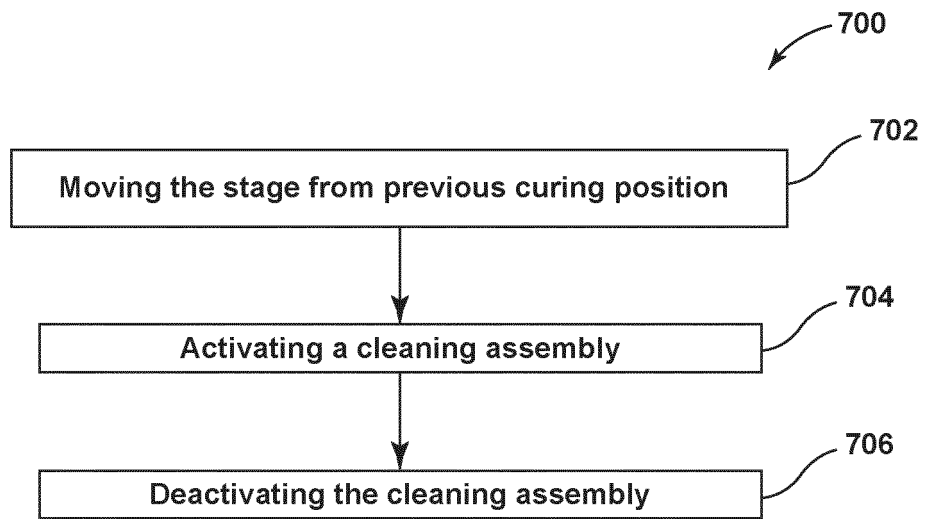 700
702
Moving the stage from previous curing position
704
Activating a cleaning assembly
706
Deactivating the cleaning assembly